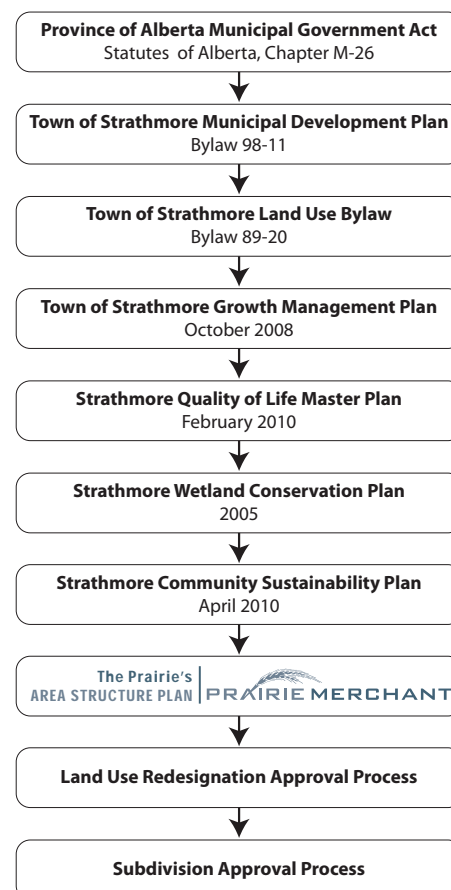 Province of Alberta Municipal Government Act
Statutes of Alberta, Chapter M-26
Town of Strathmore Municipal Development Plan
Bylaw 98-11
Town of Strathmore Land Use Bylaw
Bylaw 89-20
Town of Strathmore Growth Management Plan
October 2008
Strathmore Quality of Life Master Plan
February 2010
Strathmore Wetland Conservation Plan
2005
Strathmore Community Sustainability Plan
April 2010
The Prairie's
AREA STRUCTURE PLAN
PRAIRIE MERCHANT
Land Use Redesignation Approval Process
Subdivision Approval Process